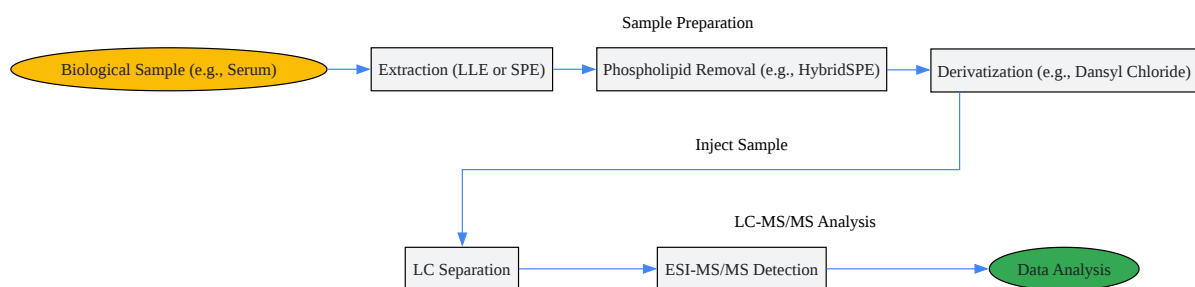 Sample Preparation
Biological Sample (e.g., Serum)
Extraction (LLE or SPE)
Phospholipid Removal (e.g., HybridSPE)
Derivatization (e.g., Dansyl Chloride)
Inject Sample
LC-MS/MS Analysis
LC Separation
ESI-MS/MS Detection
Data Analysis